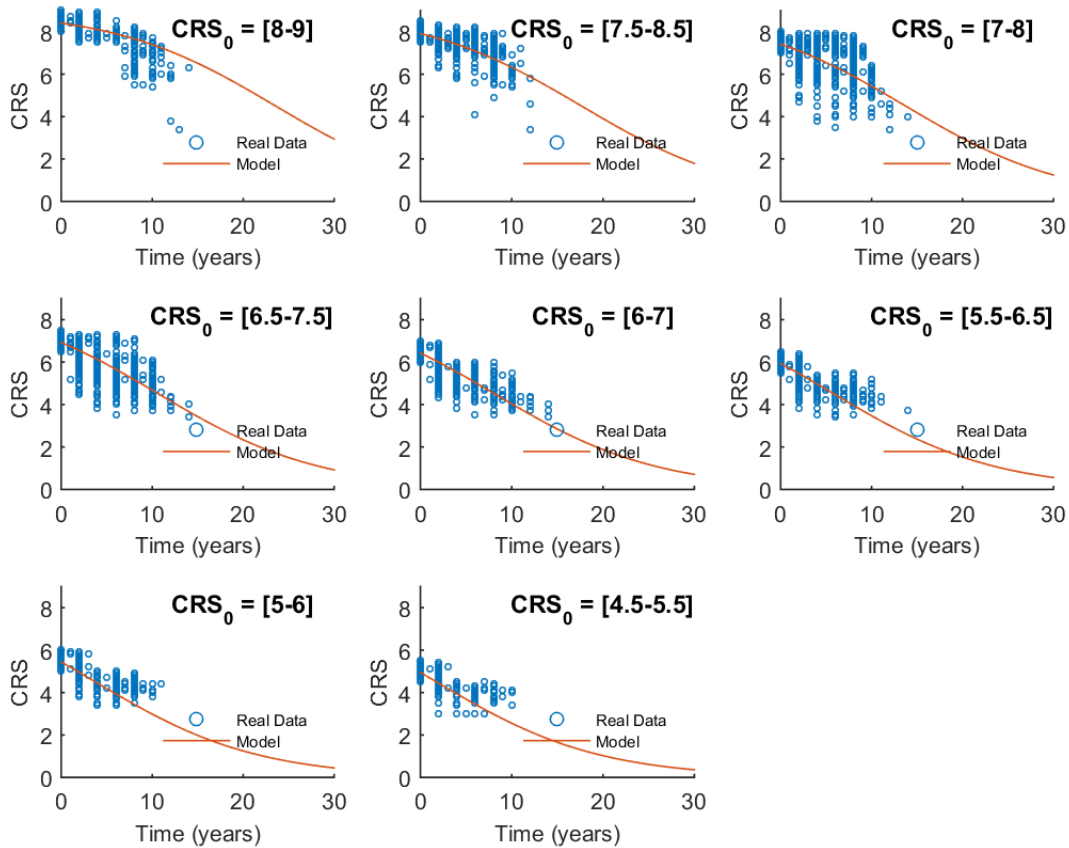 CRS₀ = [8-9]
8
6
4
2
0
CRS
Real Data
Model
0 10 20 30
Time (years)
CRS₀ = [7.5-8.5]
8
6
4
2
0
CRS
Real Data
Model
0 10 20 30
Time (years)
CRS₀ = [7-8]
8
6
4
2
0
CRS
Real Data
Model
0 10 20 30
Time (years)
CRS₀ = [6.5-7.5]
8
6
4
2
0
CRS
Real Data
Model
0 10 20 30
Time (years)
CRS₀ = [6-7]
8
6
4
2
0
CRS
Real Data
Model
0 10 20 30
Time (years)
CRS₀ = [5.5-6.5]
8
6
4
2
0
CRS
Real Data
Model
0 10 20 30
Time (years)
CRS₀ = [5-6]
8
6
4
2
0
CRS
Real Data
Model
0 10 20 30
Time (years)
CRS₀ = [4.5-5.5]
8
6
4
2
0
CRS
Real Data
Model
0 10 20 30
Time (years)